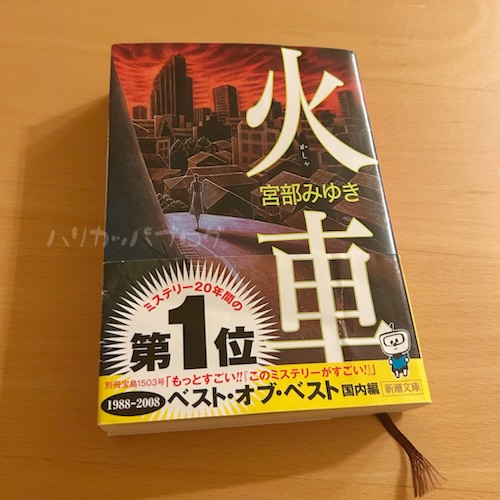 火車
かしゃ
宮部みゆき
ハリカッパブログ
ミステリー20年間の
第1位
別冊宝島1503号「もっとすごい!!『このミステリーがすごい!』」
1988-2008 ベスト・オブ・ベスト 国内編
新潮文庫